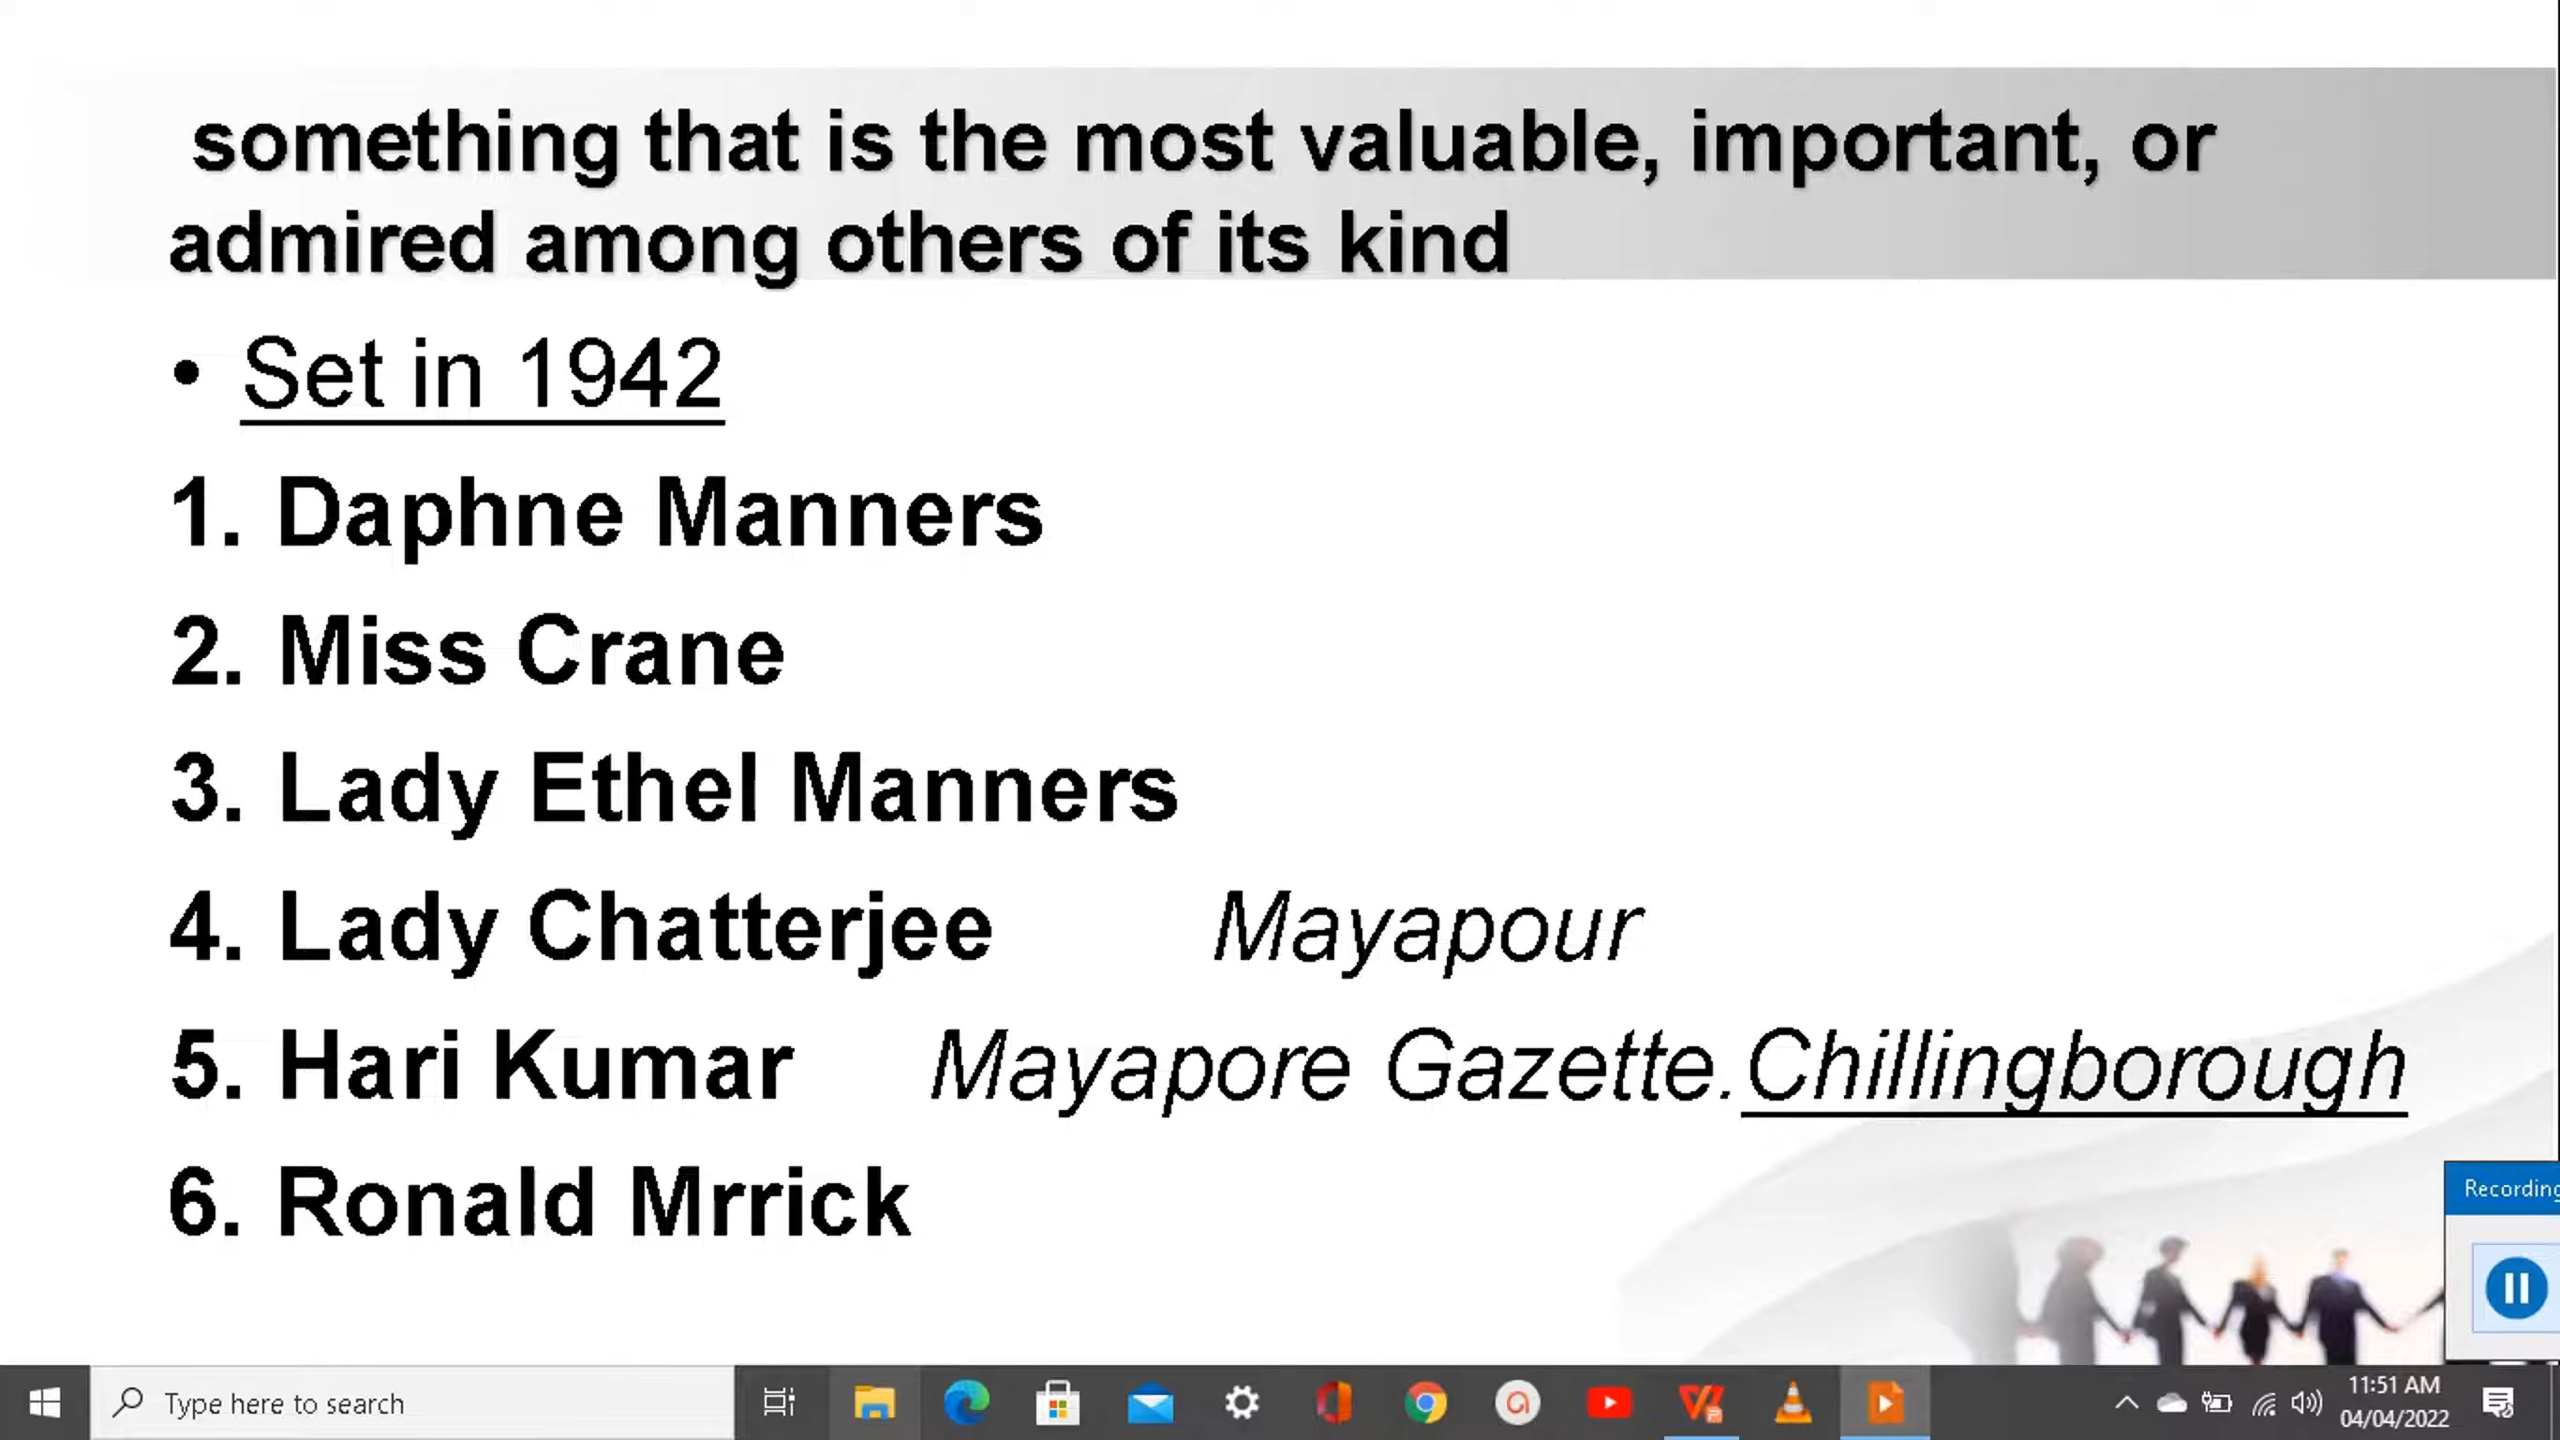 something that is the most valuable, important, or
admired among others of its kind
• Set in 1942
1. Daphne Manners
2. Miss Crane
3. Lady Ethel Manners
4. Lady Chatterjee Mayapour
5. Hari Kumar Mayapore Gazette. Chillingborough
6. Ronald Mrrick
Recording
Type here to search
11:51 AM
04/04/2022